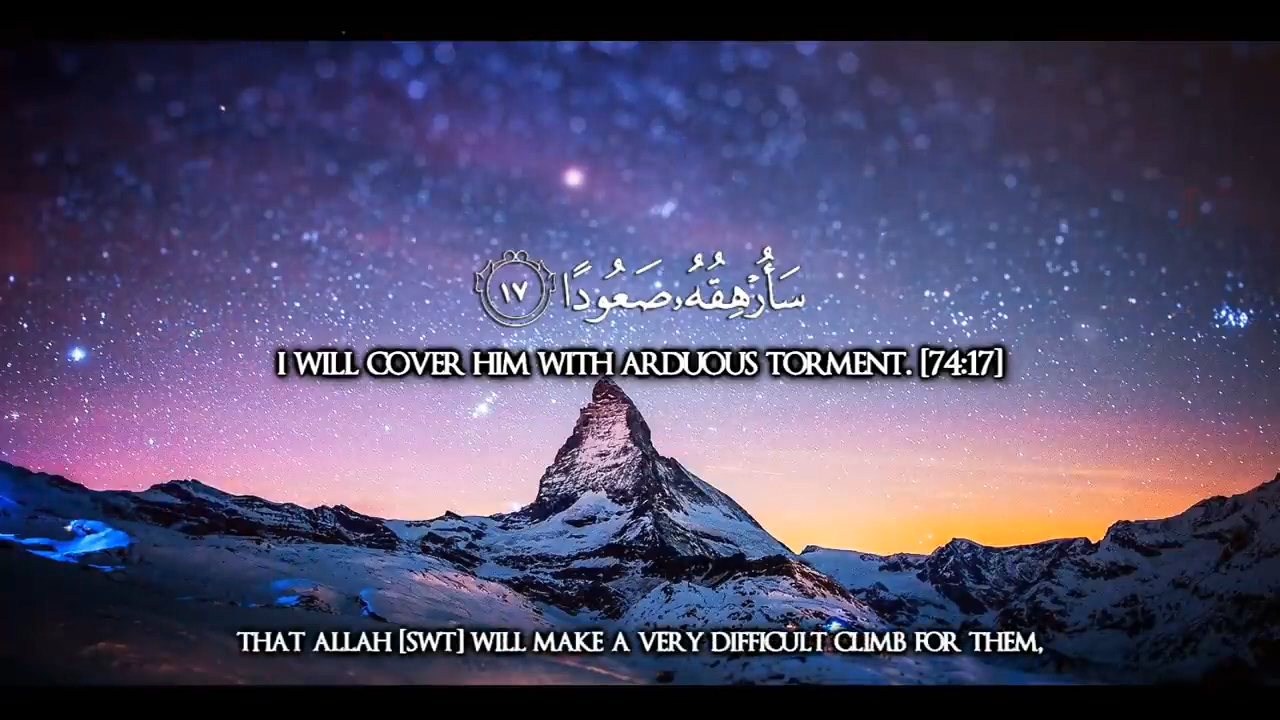 سَأُرْهِقُهُۥ صَعُودًا ١٧
I WILL COVER HIM WITH ARDUOUS TORMENT. [74:17]
THAT ALLAH [SWT] WILL MAKE A VERY DIFFICULT CLIMB FOR THEM,